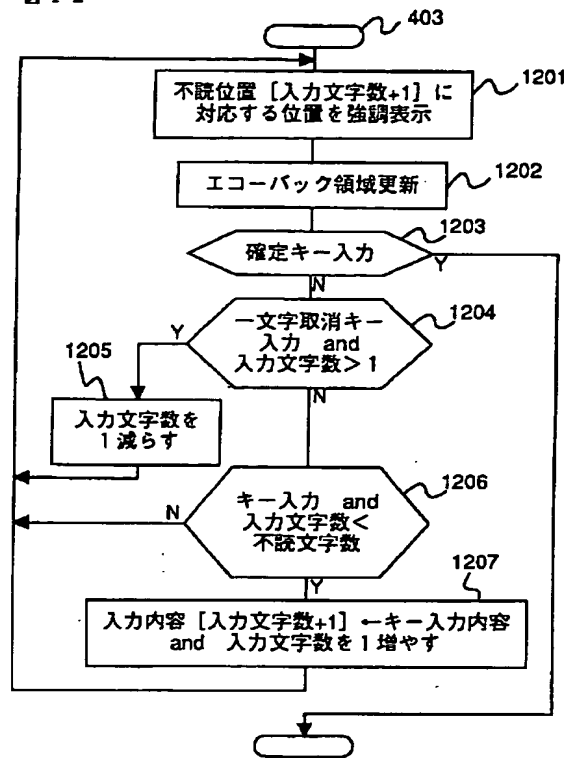 403
不読位置［入力文字数+1］に
対応する位置を強調表示
1201
エコーバック領域更新
1202
確定キー入力
1203
Y
N
一文字取消キー
入力 and
入力文字数＞1
1204
Y
N
1205
入力文字数を
1減らす
キー入力 and
入力文字数＜
不読文字数
1206
N
Y
1207
入力内容［入力文字数+1］←キー入力内容
and 入力文字数を1増やす